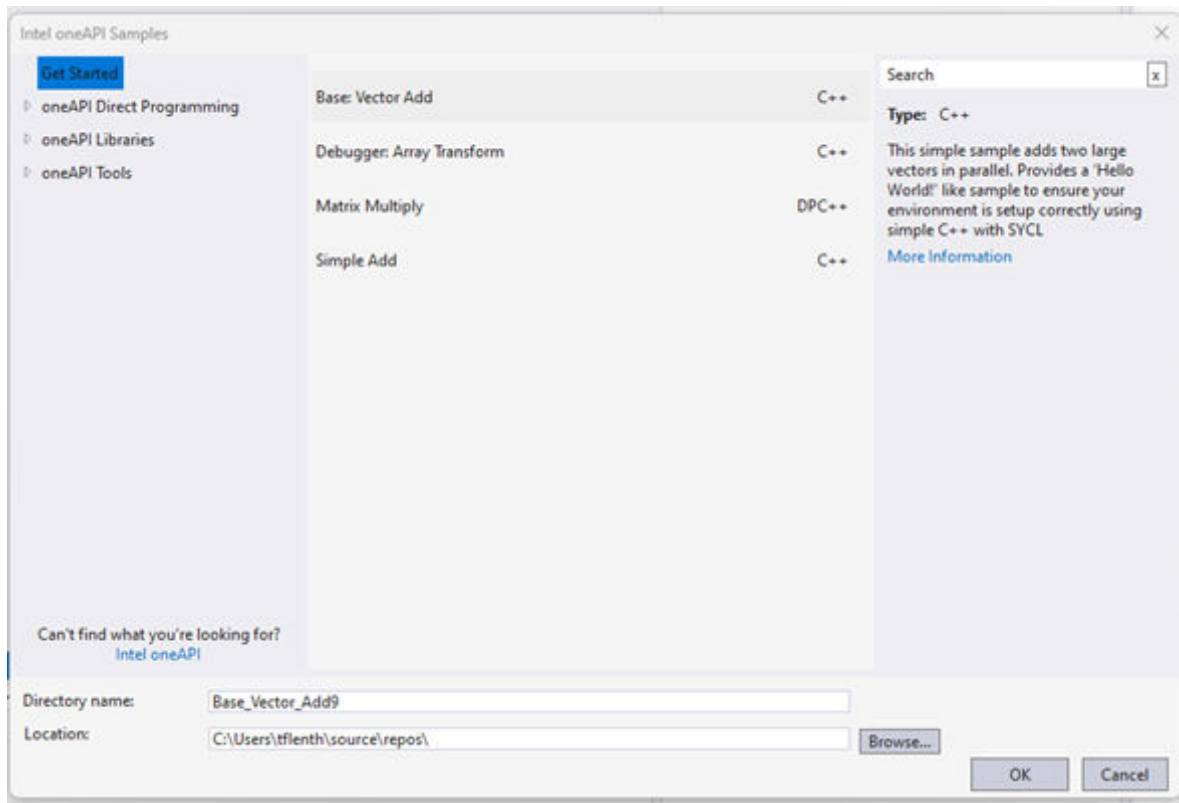 Intel oneAPI Samples
Get Started
oneAPI Direct Programming
oneAPI Libraries
oneAPI Tools
Can't find what you're looking for?
Intel oneAPI
Base: Vector Add C++
Debugger: Array Transform C++
Matrix Multiply DPC++
Simple Add C++
Search x
Type: C++
This simple sample adds two large
vectors in parallel. Provides a 'Hello
World!' like sample to ensure your
environment is setup correctly using
simple C++ with SYCL
More Information
Directory name: Base_Vector_Add9
Location: C:\Users\tflenth\source\repos\ Browse...
OK Cancel